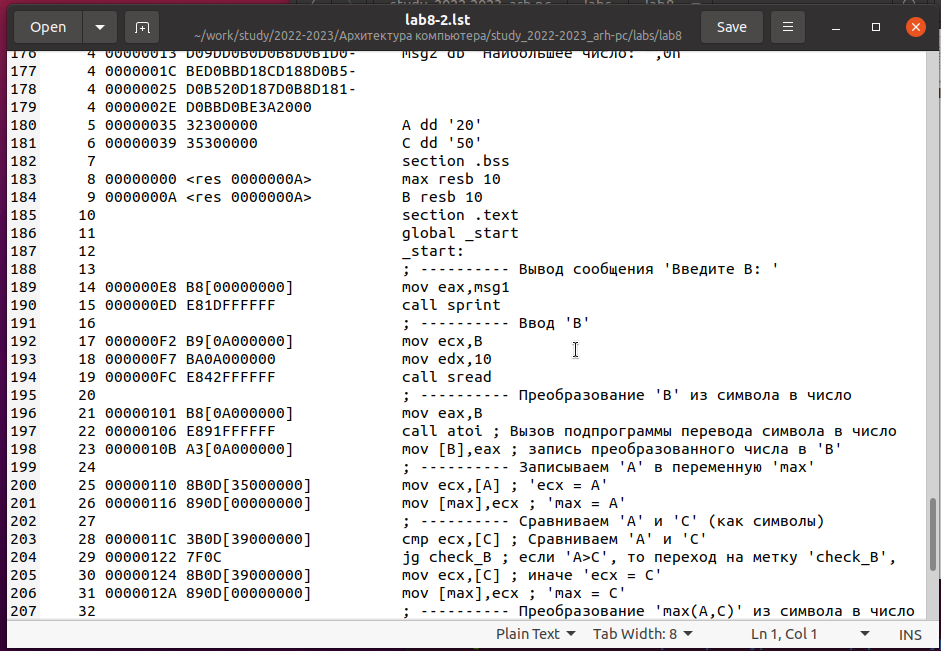 Open
lab8-2.lst
~/work/study/2022-2023/Архитектура компьютера/study_2022-2023_arh-pc/labs/lab8
Save
176 4 00000013 D09DD0B0D0B8D0B1D0- msg2 db "Наибольшее число: ",0h
177 4 0000001C BED0BBD18CD188D0B5-
178 4 00000025 D0B520D187D0B8D181-
179 4 0000002E D0BBD0BE3A2000
180 5 00000035 32300000 A dd '20'
181 6 00000039 35300000 C dd '50'
182 7 section .bss
183 8 00000000 <res 0000000A> max resb 10
184 9 0000000A <res 0000000A> B resb 10
185 10 section .text
186 11 global _start
187 12 _start:
188 13 ; ---------- Вывод сообщения 'Введите B: '
189 14 000000E8 B8[00000000] mov eax,msg1
190 15 000000ED E81DFFFFFF call sprint
191 16 ; ---------- Ввод 'B'
192 17 000000F2 B9[0A000000] mov ecx,B
193 18 000000F7 BA0A000000 mov edx,10
194 19 000000FC E842FFFFFF call sread
195 20 ; ---------- Преобразование 'B' из символа в число
196 21 00000101 B8[0A000000] mov eax,B
197 22 00000106 E891FFFFFF call atoi ; Вызов подпрограммы перевода символа в число
198 23 0000010B A3[0A000000] mov [B],eax ; запись преобразованного числа в 'B'
199 24 ; ---------- Записываем 'A' в переменную 'max'
200 25 00000110 8B0D[35000000] mov ecx,[A] ; 'ecx = A'
201 26 00000116 890D[00000000] mov [max],ecx ; 'max = A'
202 27 ; ---------- Сравниваем 'A' и 'C' (как символы)
203 28 0000011C 3B0D[39000000] cmp ecx,[C] ; Сравниваем 'A' и 'C'
204 29 00000122 7F0C jg check_B ; если 'A>C', то переход на метку 'check_B',
205 30 00000124 8B0D[39000000] mov ecx,[C] ; иначе 'ecx = C'
206 31 0000012A 890D[00000000] mov [max],ecx ; 'max = C'
207 32 ; ---------- Преобразование 'max(A,C)' из символа в число
Plain Text Tab Width: 8 Ln 1, Col 1 INS